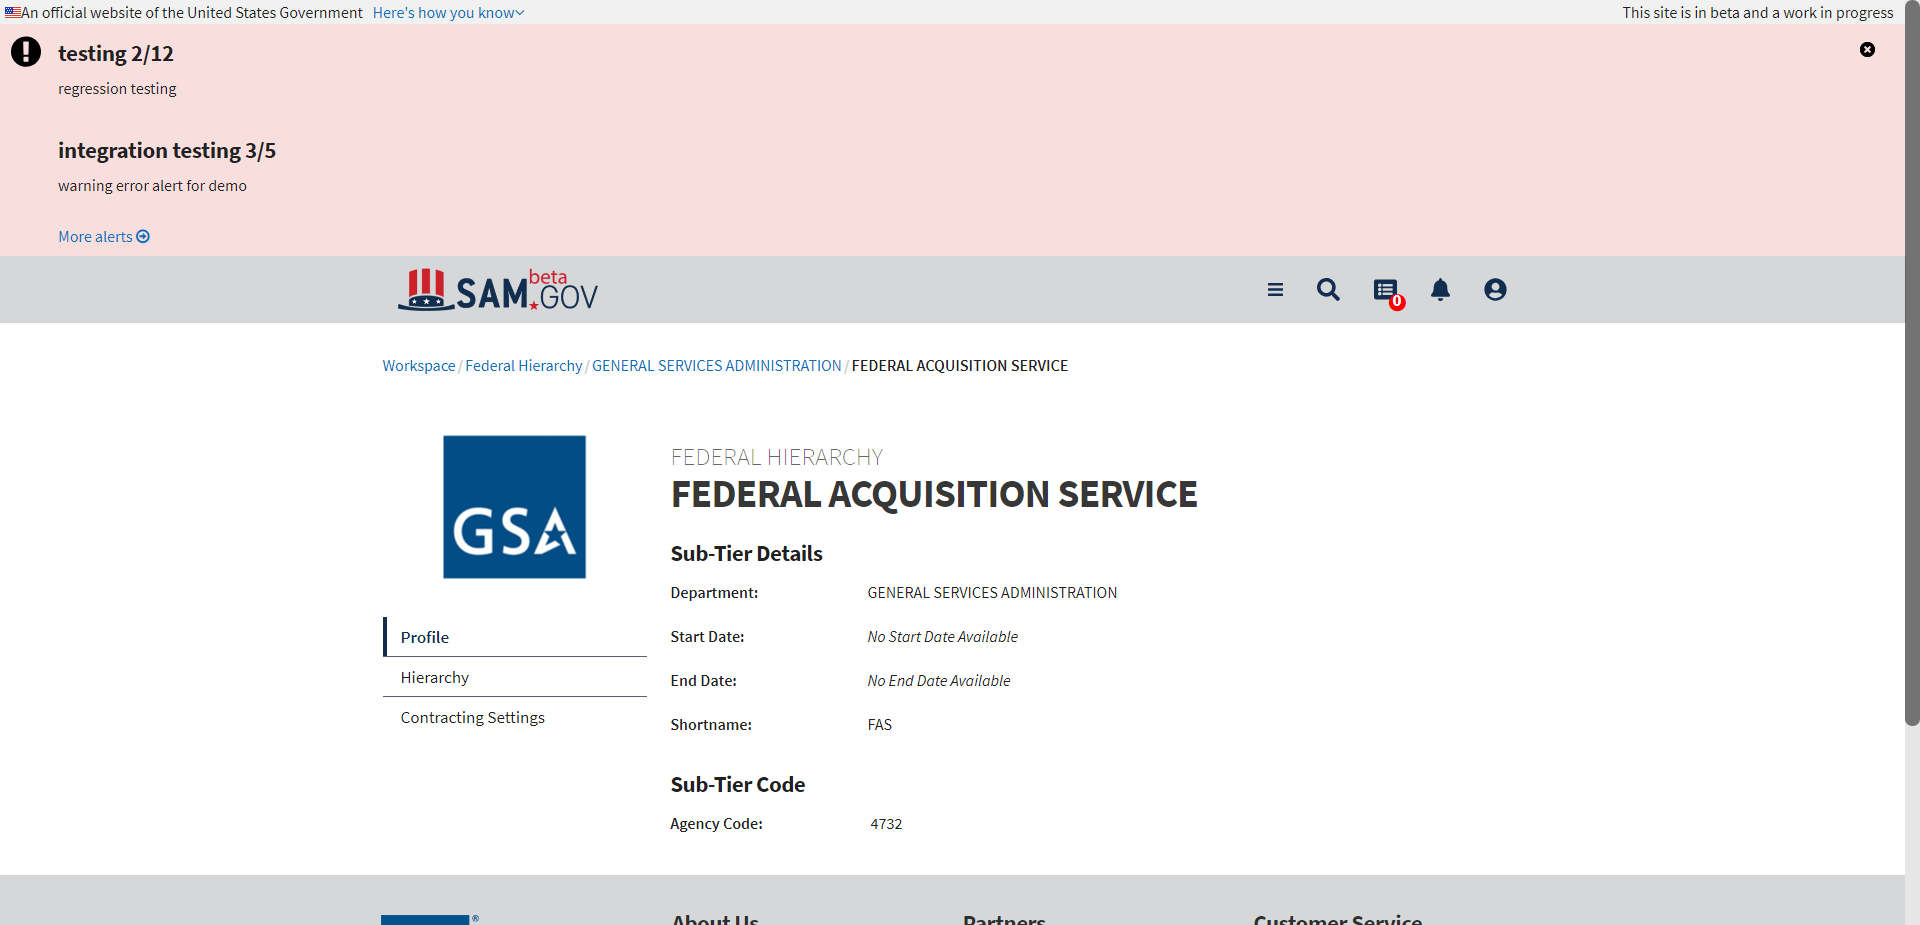 An official website of the United States Government Here's how you know
This site is in beta and a work in progress
testing 2/12
regression testing
integration testing 3/5
warning error alert for demo
More alerts
SAM beta .GOV
0
Workspace / Federal Hierarchy / GENERAL SERVICES ADMINISTRATION / FEDERAL ACQUISITION SERVICE
GSA
Profile
Hierarchy
Contracting Settings
FEDERAL HIERARCHY
FEDERAL ACQUISITION SERVICE
Sub-Tier Details
Department: GENERAL SERVICES ADMINISTRATION
Start Date: No Start Date Available
End Date: No End Date Available
Shortname: FAS
Sub-Tier Code
Agency Code: 4732
®
About Us
Partners
Customer Service